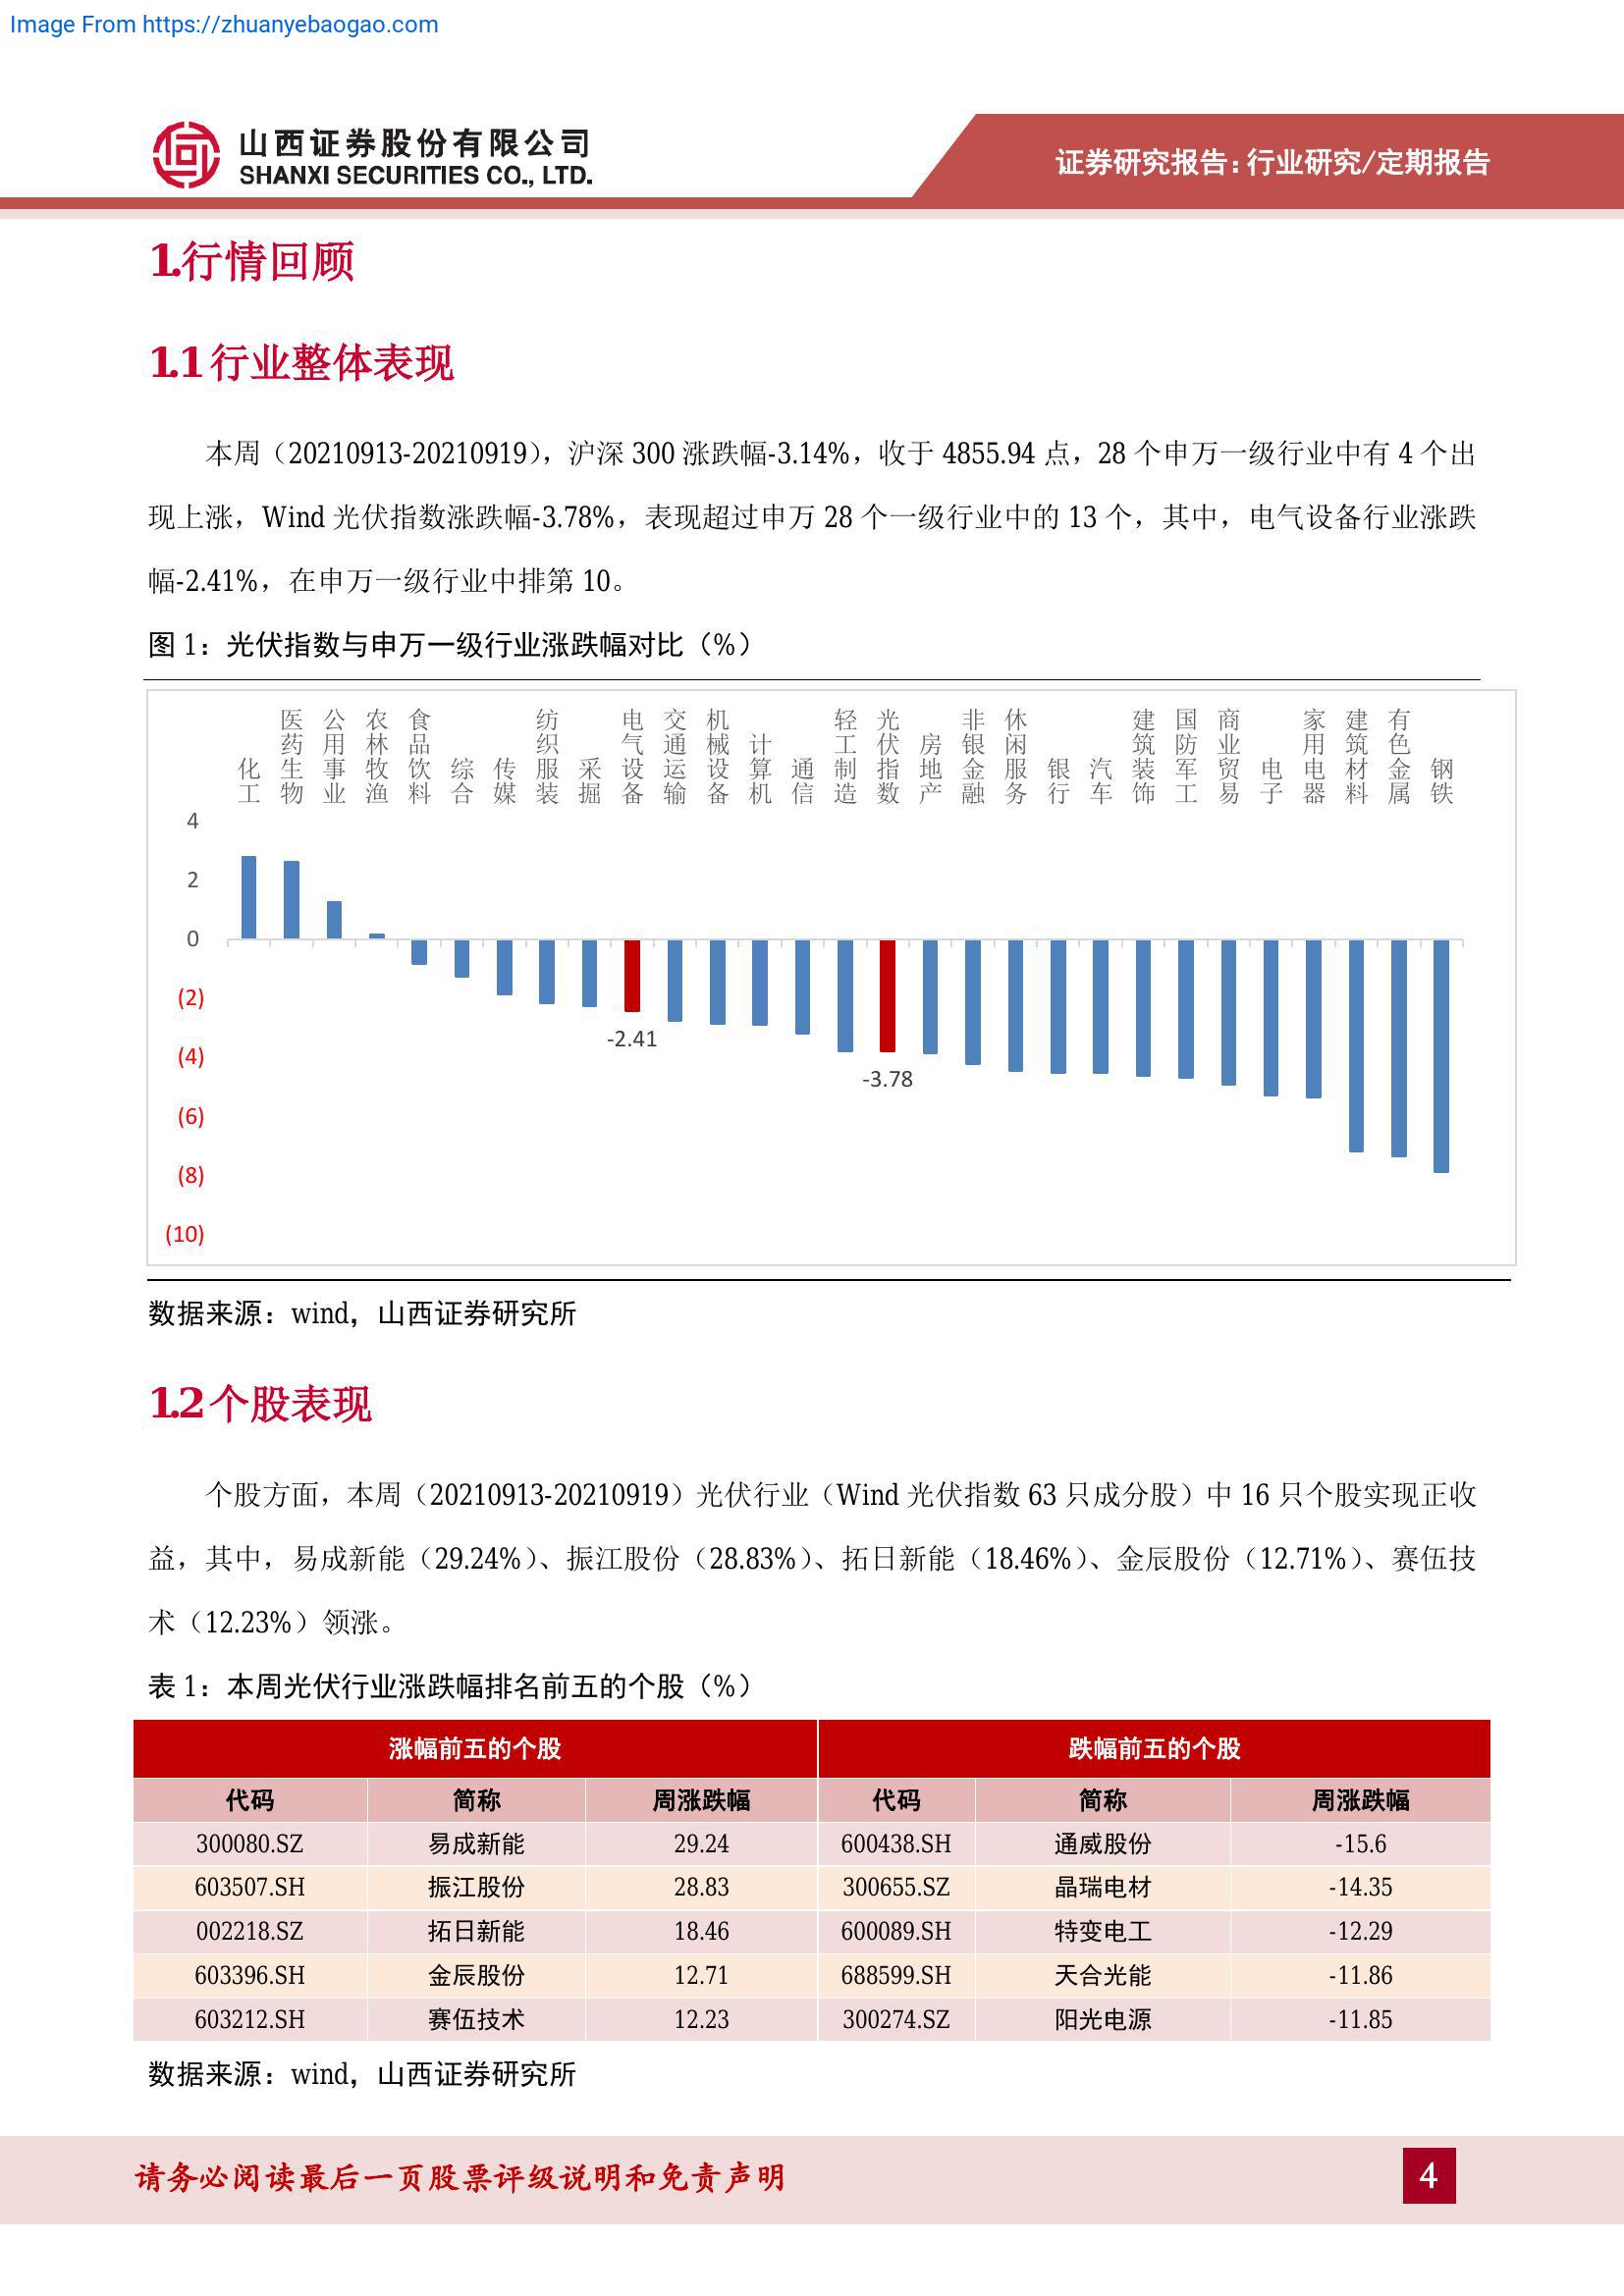 Image From https://zhuanyebaogao.com
山西证券股份有限公司
SHANXI SECURITIES CO., LTD.
证券研究报告：行业研究/定期报告
1.行情回顾
1.1 行业整体表现
本周（20210913-20210919），沪深 300 涨跌幅-3.14%，收于 4855.94 点，28 个申万一级行业中有 4 个出
现上涨，Wind 光伏指数涨跌幅-3.78%，表现超过申万 28 个一级行业中的 13 个，其中，电气设备行业涨跌
幅-2.41%，在申万一级行业中排第 10。
图 1：光伏指数与申万一级行业涨跌幅对比（%）
化工 医药生物 公用事业 农林牧渔 食品饮料 综合 传媒 纺织服装 采掘 电气设备 交通运输 机械设备 计算机 通信 轻工制造 光伏指数 房地产 非银金融 休闲服务 银行 汽车 建筑装饰 国防军工 商业贸易 电子 家用电器 建筑材料 有色金属 钢铁
4
2
0
(2)
-2.41
(4)
-3.78
(6)
(8)
(10)
数据来源：wind，山西证券研究所
1.2 个股表现
个股方面，本周（20210913-20210919）光伏行业（Wind 光伏指数 63 只成分股）中 16 只个股实现正收
益，其中，易成新能（29.24%）、振江股份（28.83%）、拓日新能（18.46%）、金辰股份（12.71%）、赛伍技
术（12.23%）领涨。
表 1：本周光伏行业涨跌幅排名前五的个股（%）
涨幅前五的个股 跌幅前五的个股
代码 简称 周涨跌幅 代码 简称 周涨跌幅
300080.SZ 易成新能 29.24 600438.SH 通威股份 -15.6
603507.SH 振江股份 28.83 300655.SZ 晶瑞电材 -14.35
002218.SZ 拓日新能 18.46 600089.SH 特变电工 -12.29
603396.SH 金辰股份 12.71 688599.SH 天合光能 -11.86
603212.SH 赛伍技术 12.23 300274.SZ 阳光电源 -11.85
数据来源：wind，山西证券研究所
请务必阅读最后一页股票评级说明和免责声明
4